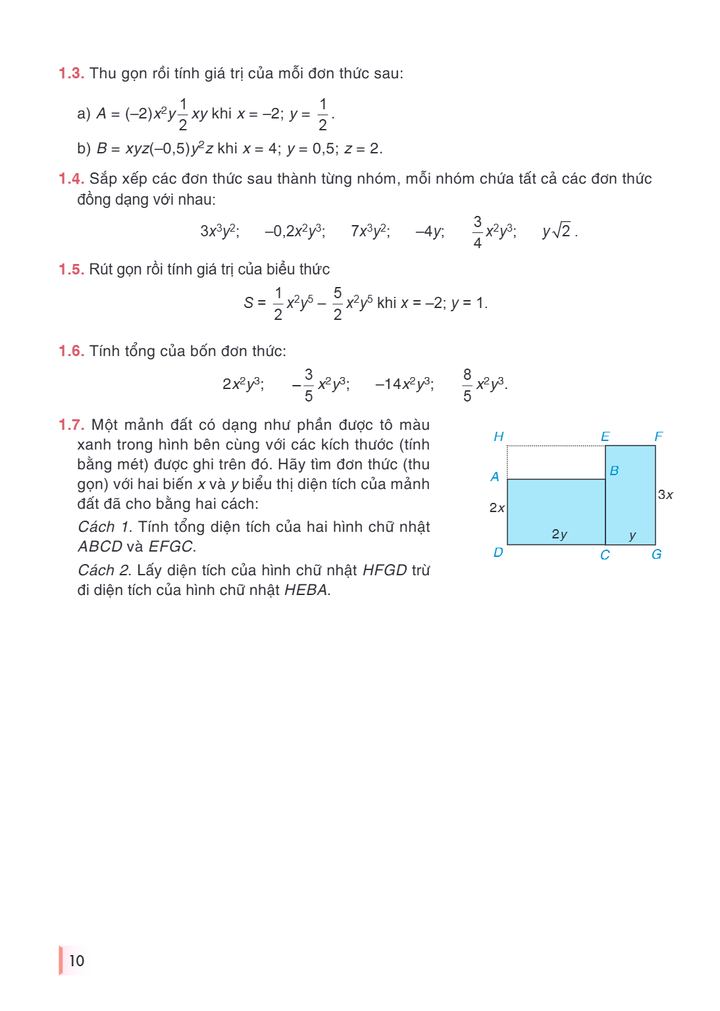 1.3. Thu gọn rồi tính giá trị của mỗi đơn thức sau:
a) A = (–2)x²y 1/2 xy khi x = –2; y = 1/2.
b) B = xyz(–0,5)y²z khi x = 4; y = 0,5; z = 2.
1.4. Sắp xếp các đơn thức sau thành từng nhóm, mỗi nhóm chứa tất cả các đơn thức
đồng dạng với nhau:
3x³y²; –0,2x²y³; 7x³y²; –4y; 3/4 x²y³; y√2.
1.5. Rút gọn rồi tính giá trị của biểu thức
S = 1/2 x²y⁵ – 5/2 x²y⁵ khi x = –2; y = 1.
1.6. Tính tổng của bốn đơn thức:
2x²y³; –3/5 x²y³; –14x²y³; 8/5 x²y³.
1.7. Một mảnh đất có dạng như phần được tô màu
xanh trong hình bên cùng với các kích thước (tính
bằng mét) được ghi trên đó. Hãy tìm đơn thức (thu
gọn) với hai biến x và y biểu thị diện tích của mảnh
đất đã cho bằng hai cách:
Cách 1. Tính tổng diện tích của hai hình chữ nhật
ABCD và EFGC.
Cách 2. Lấy diện tích của hình chữ nhật HFGD trừ
đi diện tích của hình chữ nhật HEBA.
H E F
A B
2x 3x
2y y
D C G
10